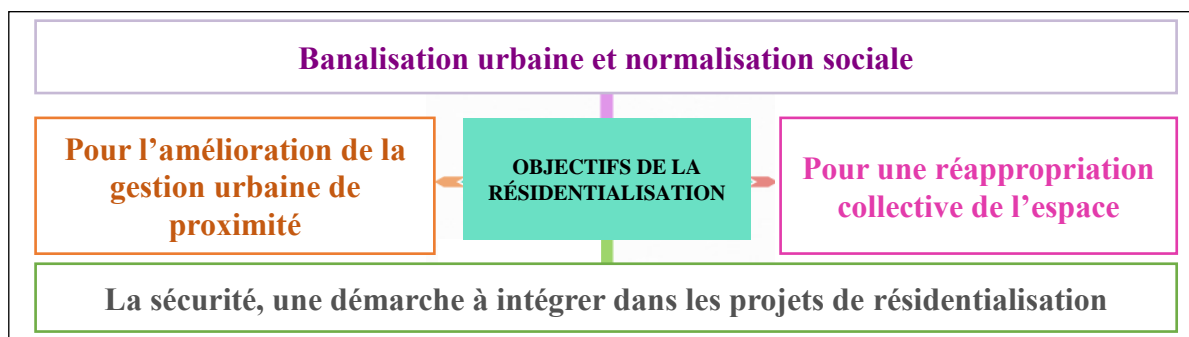 Banalisation urbaine et normalisation sociale
Pour l’amélioration de la
gestion urbaine de
proximité
OBJECTIFS DE LA
RÉSIDENTIALISATION
Pour une réappropriation
collective de l’espace
La sécurité, une démarche à intégrer dans les projets de résidentialisation